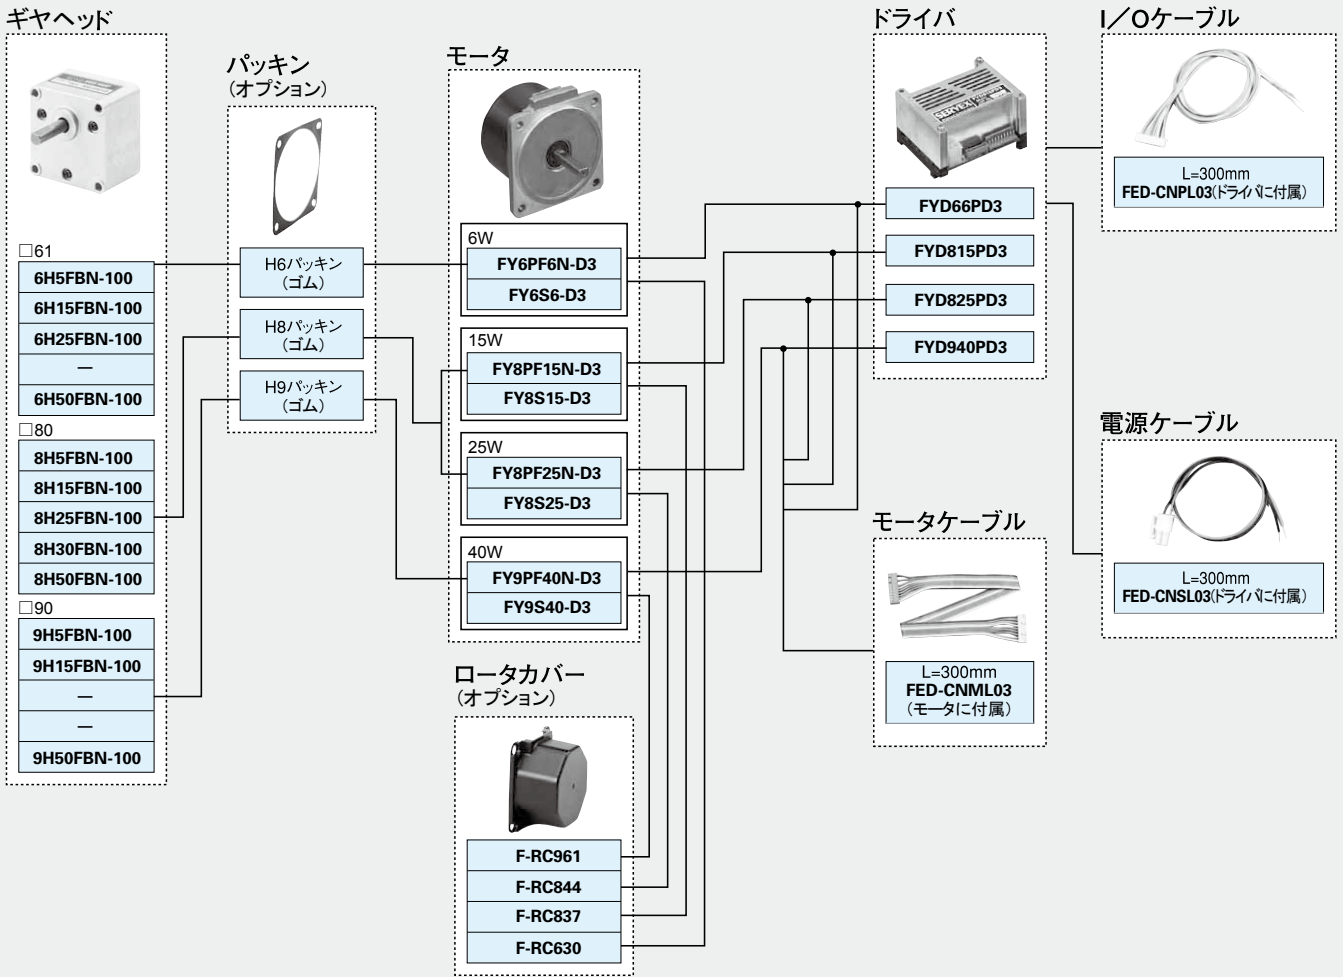 ギヤヘッド
□61
6H5FBN-100
6H15FBN-100
6H25FBN-100
―
6H50FBN-100
□80
8H5FBN-100
8H15FBN-100
8H25FBN-100
8H30FBN-100
8H50FBN-100
□90
9H5FBN-100
9H15FBN-100
―
―
9H50FBN-100
パッキン
(オプション)
H6パッキン
(ゴム)
H8パッキン
(ゴム)
H9パッキン
(ゴム)
モータ
6W
FY6PF6N-D3
FY6S6-D3
15W
FY8PF15N-D3
FY8S15-D3
25W
FY8PF25N-D3
FY8S25-D3
40W
FY9PF40N-D3
FY9S40-D3
ロータカバー
(オプション)
F-RC961
F-RC844
F-RC837
F-RC630
ドライバ
SERVEX
FYD66PD3
FYD815PD3
FYD825PD3
FYD940PD3
モータケーブル
L=300mm
FED-CNML03
(モータに付属)
I/Oケーブル
L=300mm
FED-CNPL03(ドライバに付属)
電源ケーブル
L=300mm
FED-CNSL03(ドライバに付属)